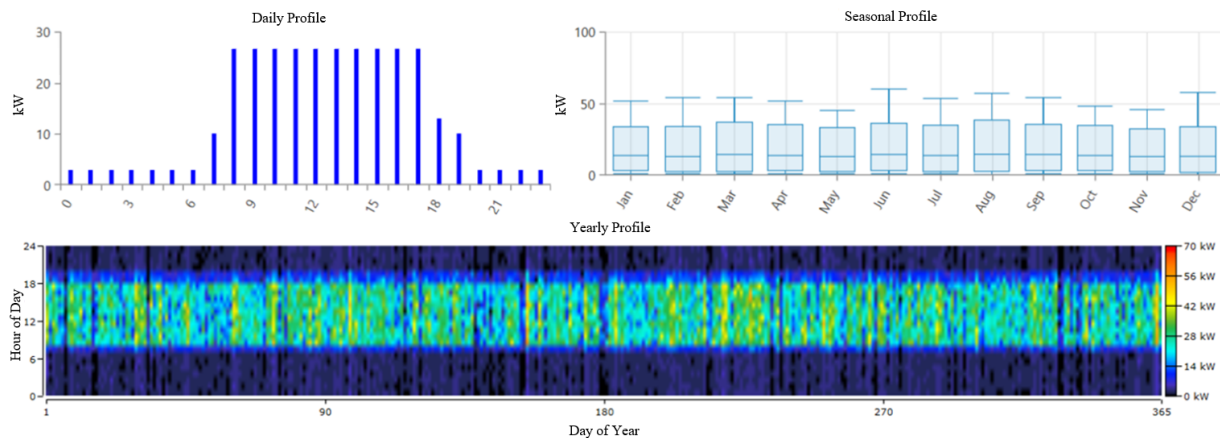 Daily Profile
kW
30
20
10
0
0 3 6 9 12 15 18 21
Seasonal Profile
kW
100
50
0
Jan Feb Mar Apr May Jun Jul Aug Sep Oct Nov Dec
Yearly Profile
Hour of Day
24
18
12
6
0
1 90 180 270 365
Day of Year
70 kW
56 kW
42 kW
28 kW
14 kW
0 kW